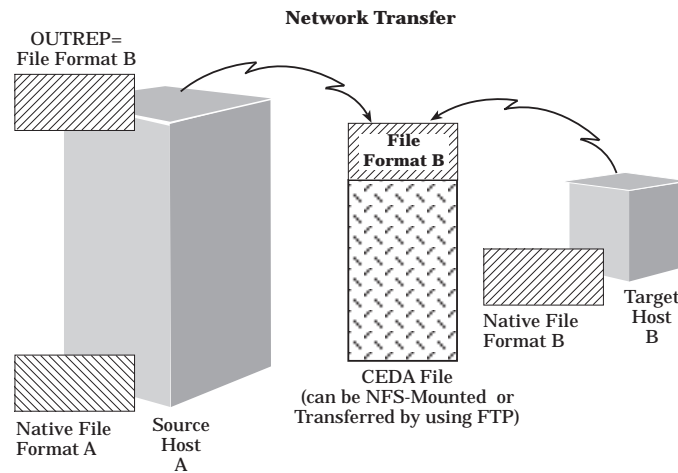 Network Transfer
OUTREP=
File Format B
File
Format B
Native File
Format B
Target
Host
B
CEDA File
(can be NFS-Mounted or
Transferred by using FTP)
Native File
Format A
Source
Host
A